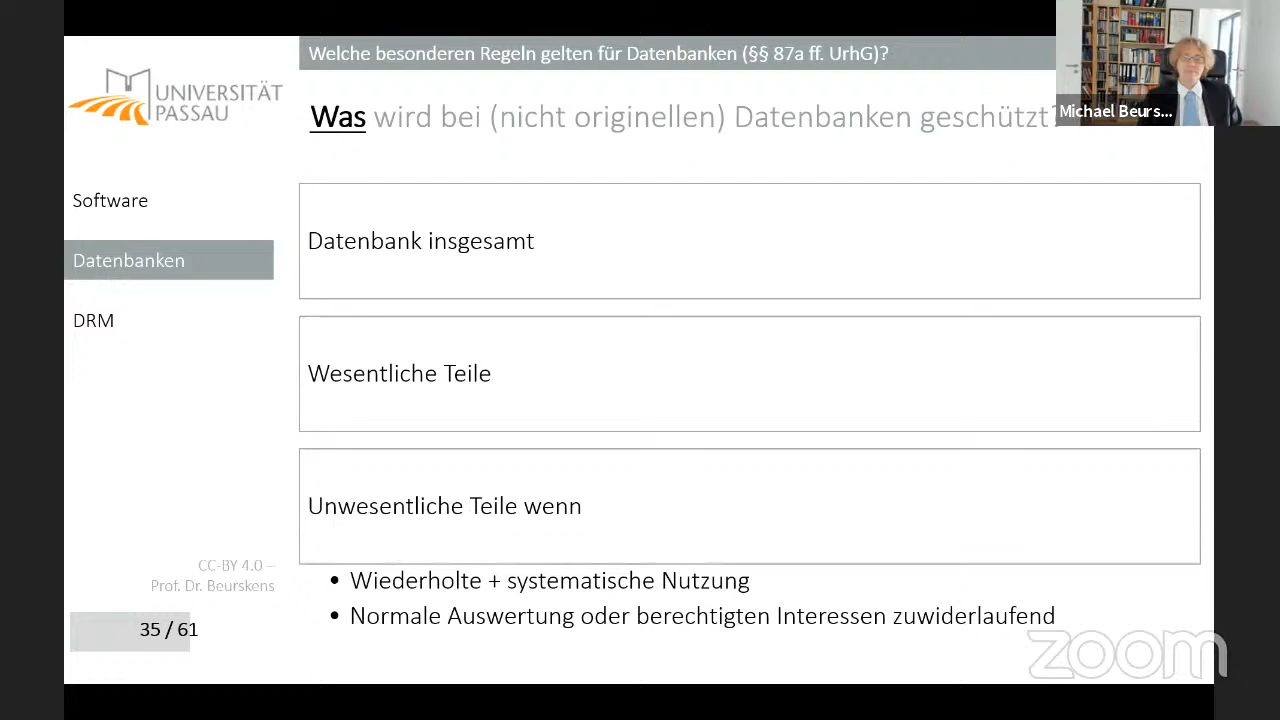 Welche besonderen Regeln gelten für Datenbanken (§§ 87a ff. UrhG)?
UNIVERSITÄT
PASSAU
Was wird bei (nicht originellen) Datenbanken geschützt?
Michael Beurs...
Software
Datenbanken
DRM
Datenbank insgesamt
Wesentliche Teile
Unwesentliche Teile wenn
• Wiederholte + systematische Nutzung
• Normale Auswertung oder berechtigten Interessen zuwiderlaufend
CC-BY 4.0 –
Prof. Dr. Beurskens
35 / 61
zoom